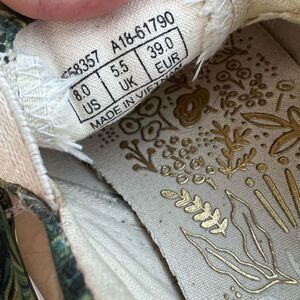 58357 A18-61790
8.0 5.5 39.0
US UK EUR
MADE IN VIETNAM